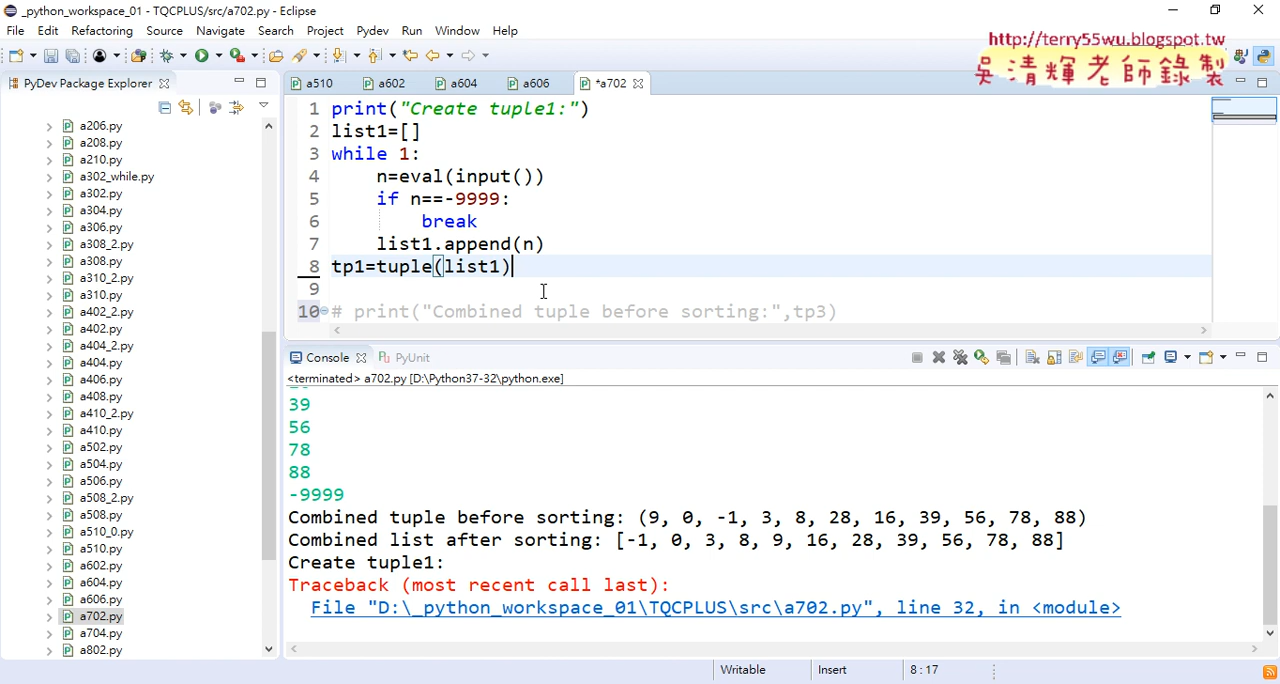 _python_workspace_01 - TQCPLUS/src/a702.py - Eclipse
File Edit Refactoring Source Navigate Search Project Pydev Run Window Help
http://terry55wu.blogspot.tw
吳清輝老師錄製
PyDev Package Explorer
a510 a602 a604 a606 *a702
a206.py
a208.py
a210.py
a302_while.py
a302.py
a304.py
a306.py
a308_2.py
a308.py
a310_2.py
a310.py
a402_2.py
a402.py
a404_2.py
a404.py
a406.py
a408.py
a410_2.py
a410.py
a502.py
a504.py
a506.py
a508_2.py
a508.py
a510_0.py
a510.py
a602.py
a604.py
a606.py
a702.py
a704.py
a802.py
1 print("Create tuple1:")
2 list1=[]
3 while 1:
4 n=eval(input())
5 if n==-9999:
6 break
7 list1.append(n)
8 tp1=tuple(list1)
9
10 # print("Combined tuple before sorting:",tp3)
Console PyUnit
<terminated> a702.py [D:\Python37-32\python.exe]
39
56
78
88
-9999
Combined tuple before sorting: (9, 0, -1, 3, 8, 28, 16, 39, 56, 78, 88)
Combined list after sorting: [-1, 0, 3, 8, 9, 16, 28, 39, 56, 78, 88]
Create tuple1:
Traceback (most recent call last):
File "D:\_python_workspace_01\TQCPLUS\src\a702.py", line 32, in <module>
Writable Insert 8 : 17